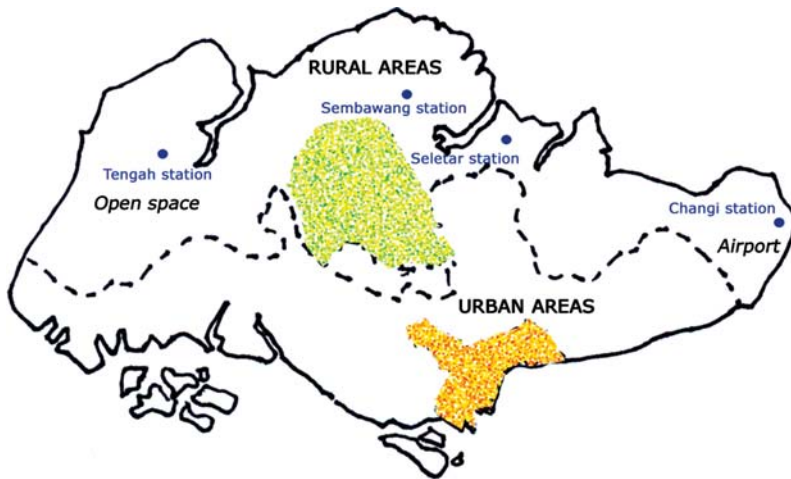 RURAL AREAS
Sembawang station
Seletar station
Tengah station
Open space
Changi station
Airport
URBAN AREAS